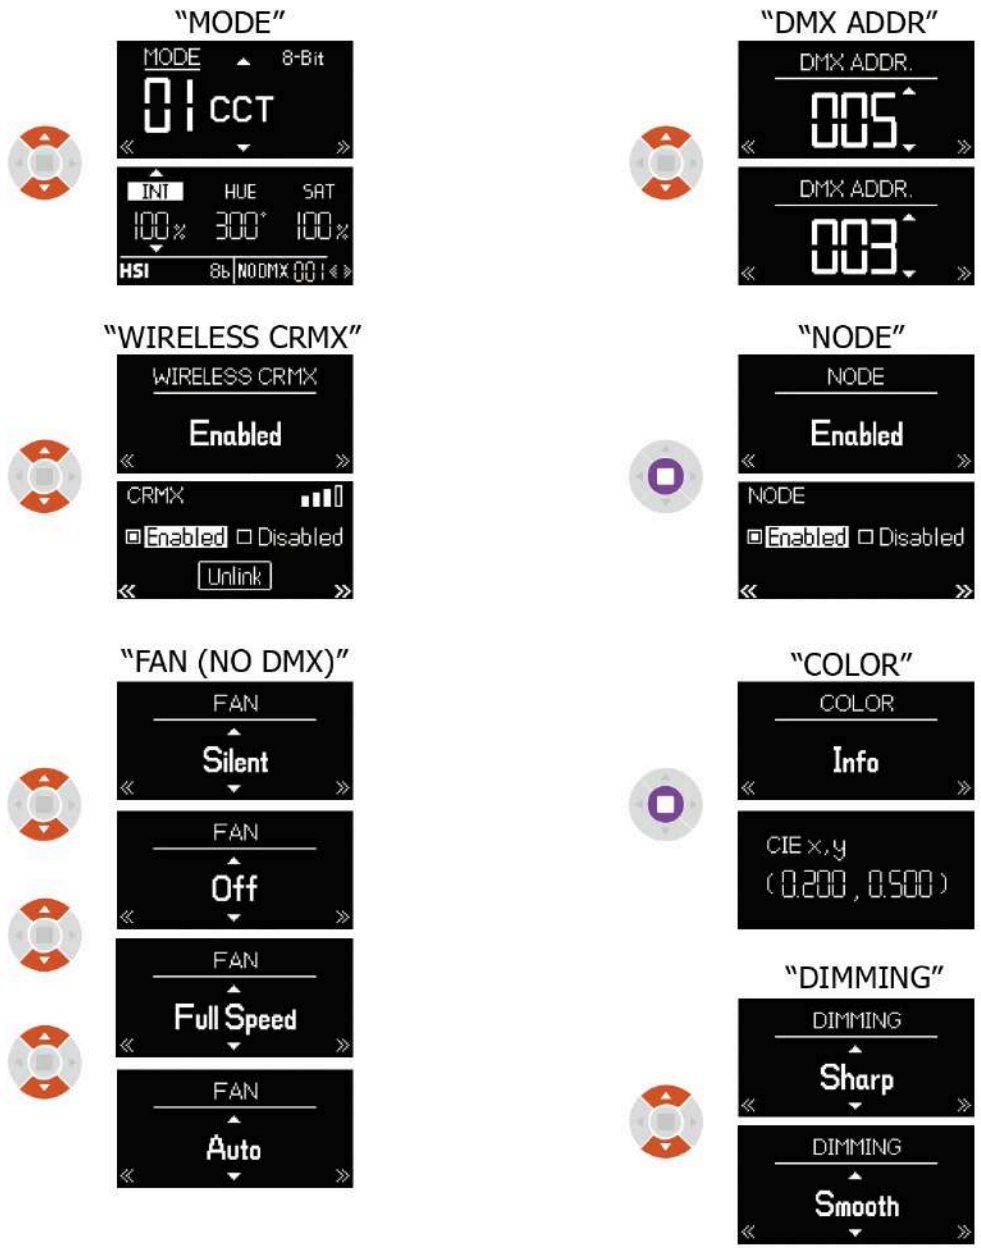 “MODE”
MODE 8-Bit
01 CCT
INT HUE SAT
100% 300° 100%
HSI 8b NODMX 001
“WIRELESS CRMX”
WIRELESS CRMX
Enabled
CRMX
Enabled Disabled
Unlink
“FAN (NO DMX)”
FAN
Silent
FAN
Off
FAN
Full Speed
FAN
Auto
“DMX ADDR”
DMX ADDR.
005
DMX ADDR.
003
“NODE”
NODE
Enabled
NODE
Enabled Disabled
“COLOR”
COLOR
Info
CIE x,y
(0.200 , 0.500)
“DIMMING”
DIMMING
Sharp
DIMMING
Smooth